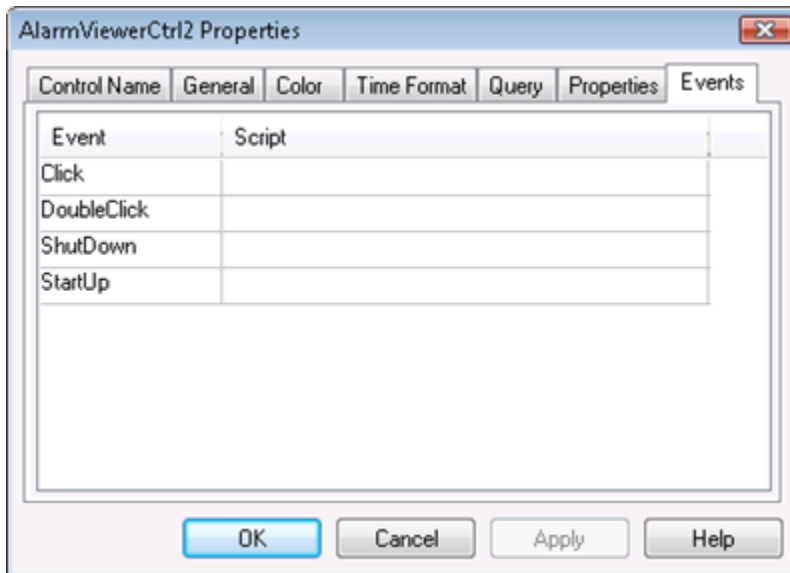 AlarmViewerCtrl2 Properties
Control Name General Color Time Format Query Properties Events
Event Script
Click
DoubleClick
ShutDown
StartUp
OK Cancel Apply Help